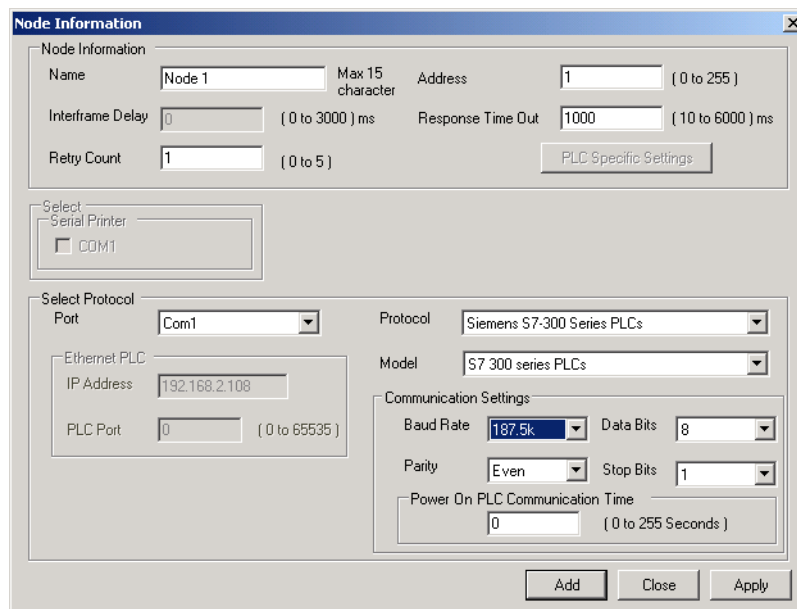 Node Information
Node Information
Name Node 1 Max 15 character Address 1 ( 0 to 255 )
Interframe Delay 0 ( 0 to 3000 ) ms Response Time Out 1000 ( 10 to 6000 ) ms
Retry Count 1 ( 0 to 5 ) PLC Specific Settings
Select
Serial Printer
COM1
Select Protocol
Port Com1 Protocol Siemens S7-300 Series PLCs
Ethernet PLC
Model S7 300 series PLCs
IP Address 192.168.2.108
Communication Settings
PLC Port 0 ( 0 to 65535 )
Baud Rate 187.5k Data Bits 8
Parity Even Stop Bits 1
Power On PLC Communication Time
0 ( 0 to 255 Seconds )
Add Close Apply